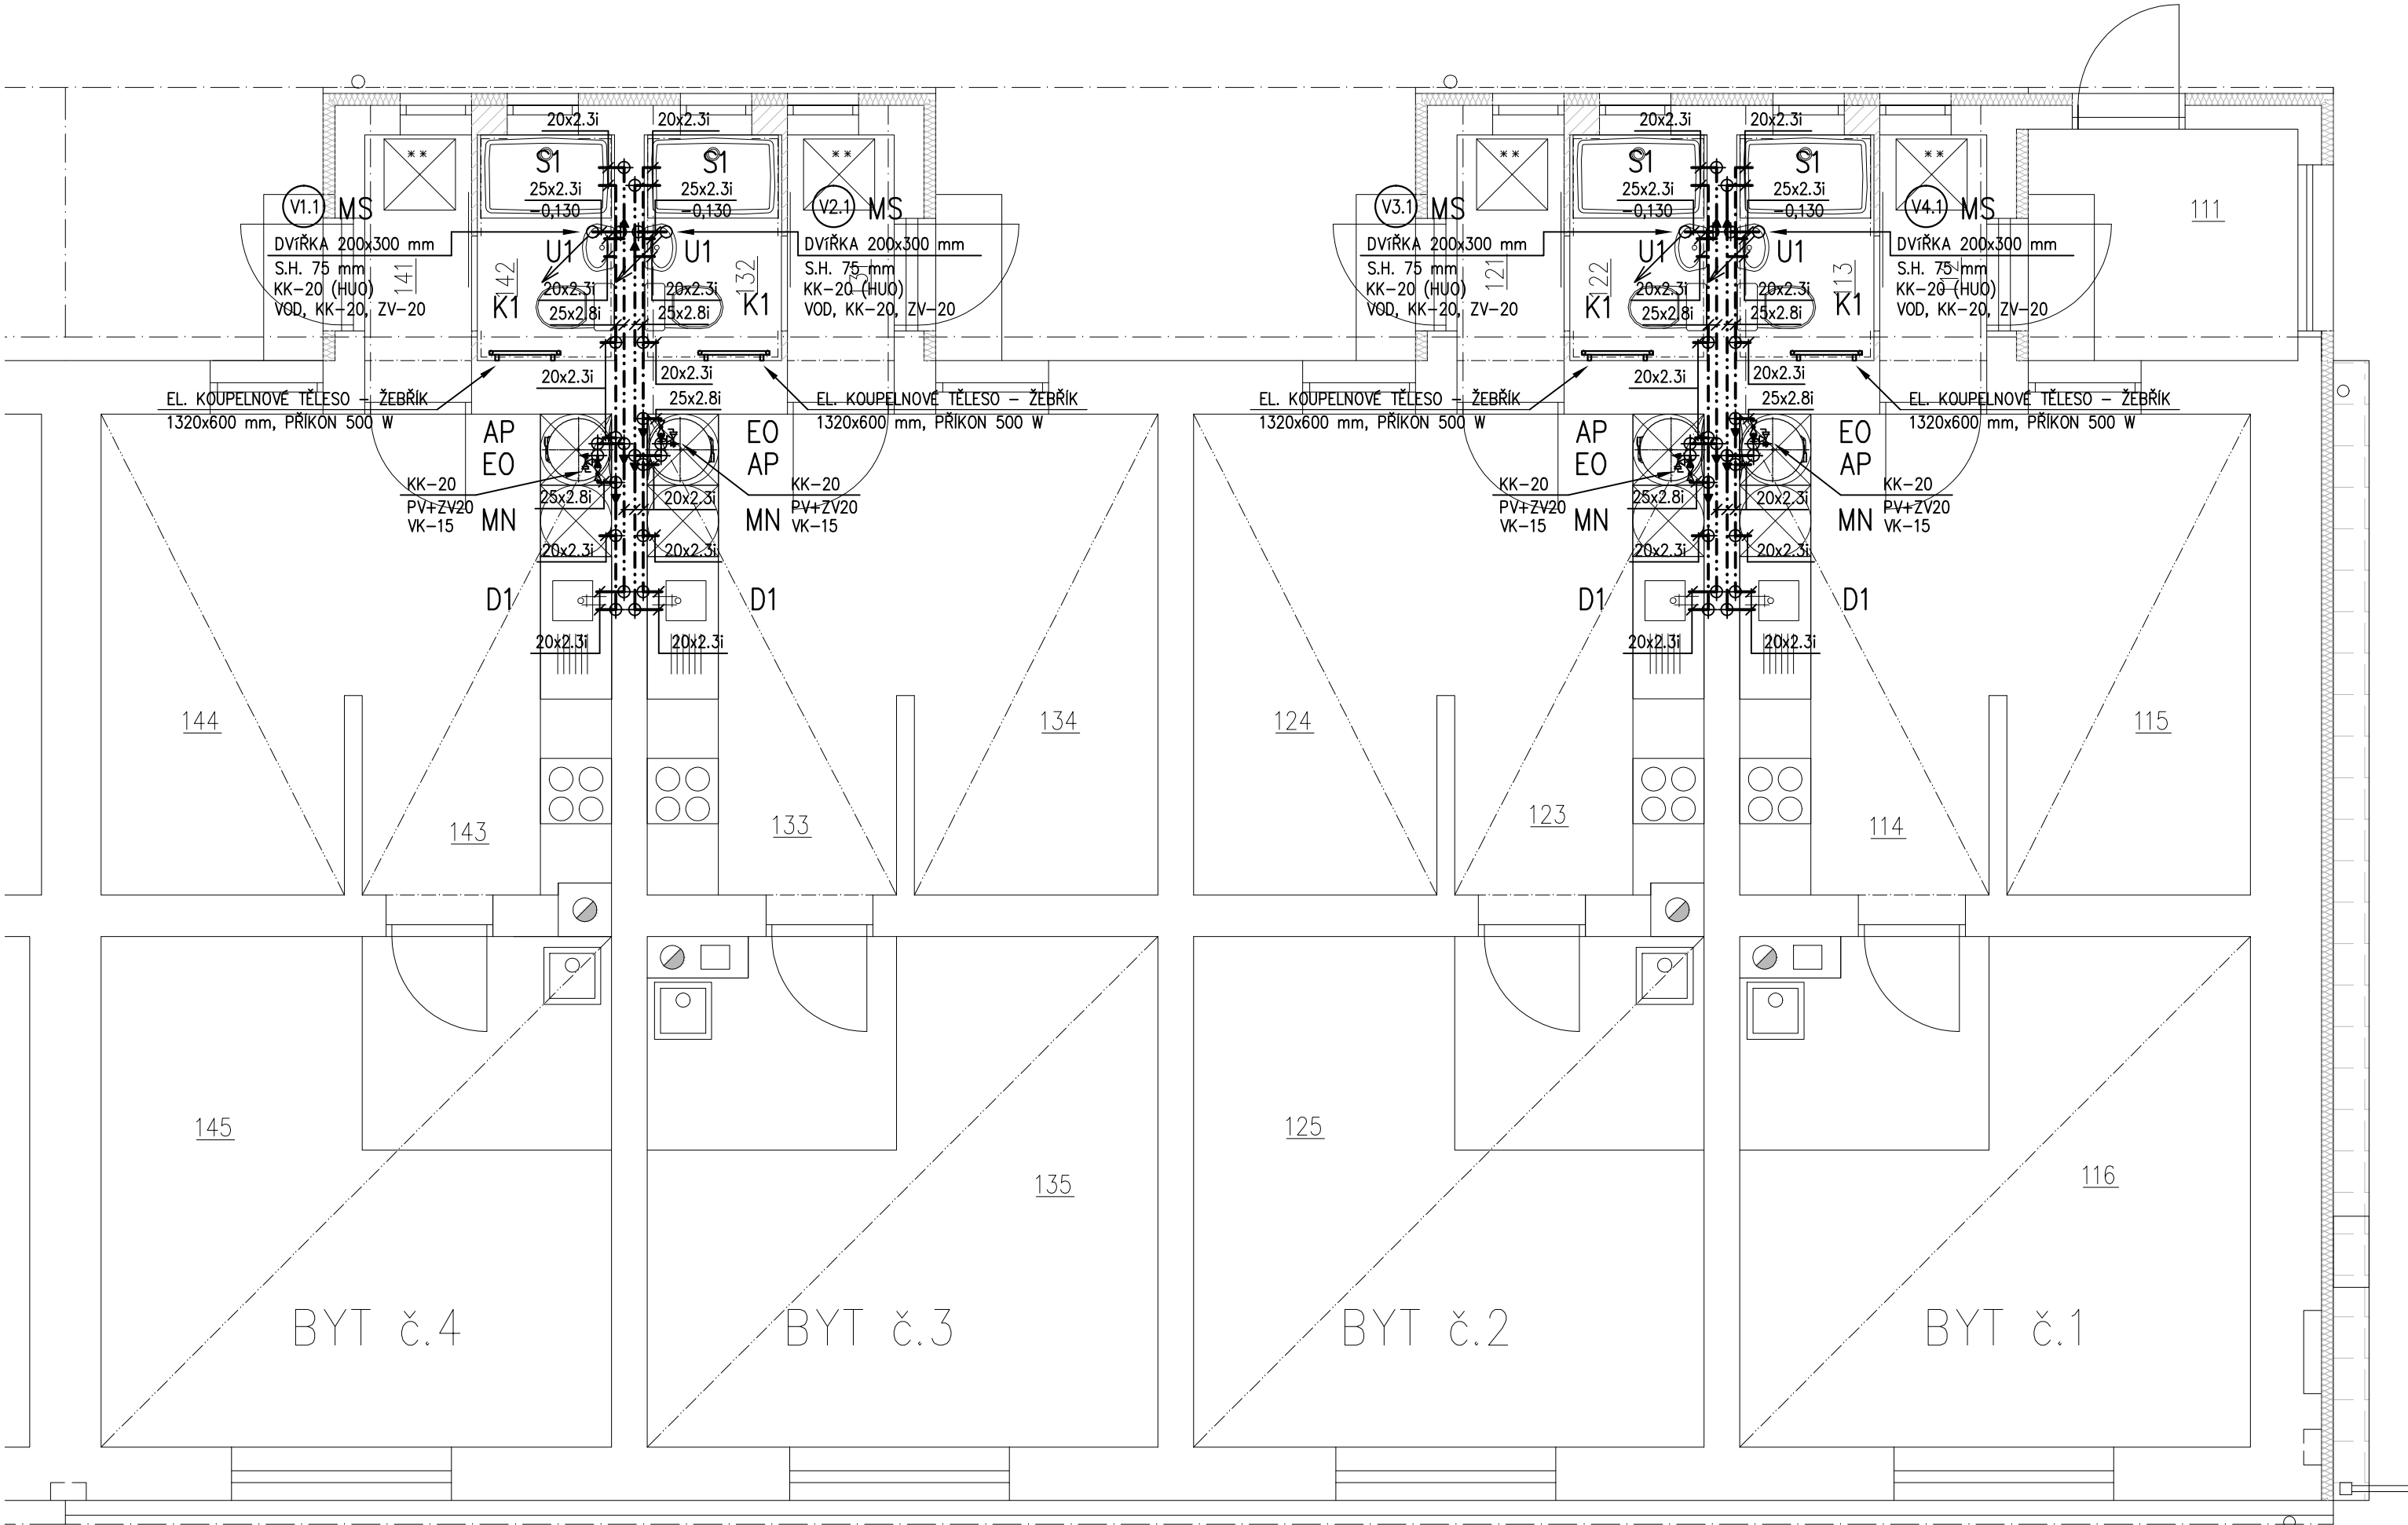 20x2.3i
20x2.3i
S1
S1
25x2.3i
-0,130
25x2.3i
-0,130
V1.1 MS
DVíŘKA 200x300 mm
S.H. 75 mm
KK-20 (HUO)
VOD, KK-20, ZV-20
141
142
U1
U1
132
V2.1 MS
DVíŘKA 200x300 mm
S.H. 75 mm
KK-20 (HUO)
VOD, KK-20, ZV-20
K1
20x2.3i
25x2.8i
20x2.3i
25x2.8i
K1
20x2.3i
20x2.3i
25x2.8i
EL. KOUPELNOVÉ TĚLESO - ŽEBŘÍK
1320x600 mm, PŘÍKON 500 W
EL. KOUPELNOVÉ TĚLESO - ŽEBŘÍK
1320x600 mm, PŘÍKON 500 W
AP
EO
EO
AP
KK-20
PV+ZV20
VK-15
25x2.8i
20x2.3i
KK-20
PV+ZV20
VK-15
MN
MN
20x2.3i
20x2.3i
D1
D1
20x2.3i
20x2.3i
20x2.3i
20x2.3i
S1
S1
25x2.3i
-0,130
25x2.3i
-0,130
V3.1 MS
DVíŘKA 200x300 mm
S.H. 75 mm
KK-20 (HUO)
VOD, KK-20, ZV-20
121
122
U1
U1
113
V4.1 MS
DVíŘKA 200x300 mm
S.H. 75 mm
KK-20 (HUO)
VOD, KK-20, ZV-20
111
K1
20x2.3i
25x2.8i
20x2.3i
25x2.8i
K1
20x2.3i
20x2.3i
25x2.8i
EL. KOUPELNOVÉ TĚLESO - ŽEBŘÍK
1320x600 mm, PŘÍKON 500 W
EL. KOUPELNOVÉ TĚLESO - ŽEBŘÍK
1320x600 mm, PŘÍKON 500 W
AP
EO
EO
AP
KK-20
PV+ZV20
VK-15
25x2.8i
20x2.3i
KK-20
PV+ZV20
VK-15
MN
MN
20x2.3i
20x2.3i
D1
D1
20x2.3i
20x2.3i
144
134
124
115
143
133
123
114
145
135
125
116
BYT č.4
BYT č.3
BYT č.2
BYT č.1